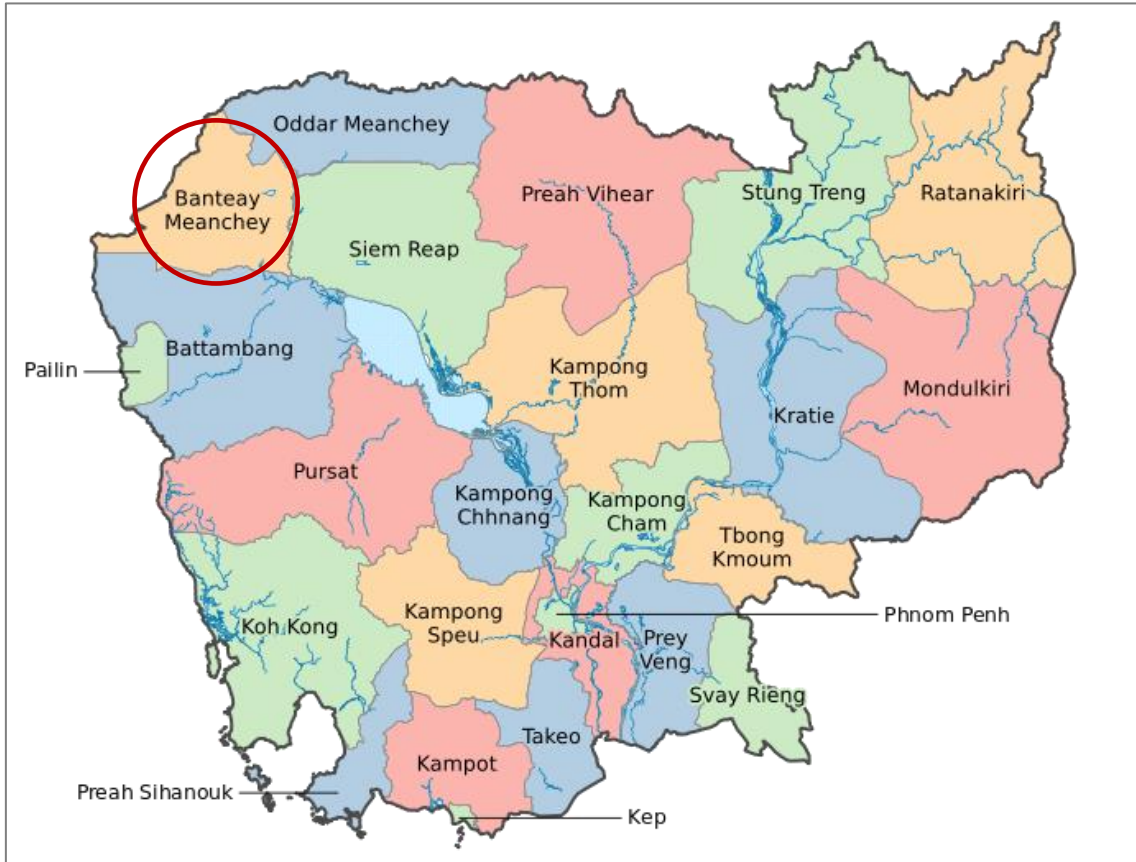 Oddar Meanchey
Banteay
Meanchey
Preah Vihear
Stung Treng
Ratanakiri
Siem Reap
Battambang
Pailin
Kampong
Thom
Kratie
Mondulkiri
Pursat
Kampong
Chhnang
Kampong
Cham
Tbong
Kmoum
Koh Kong
Kampong
Speu
Kandal
Prey
Veng
Phnom Penh
Svay Rieng
Takeo
Kampot
Preah Sihanouk
Kep